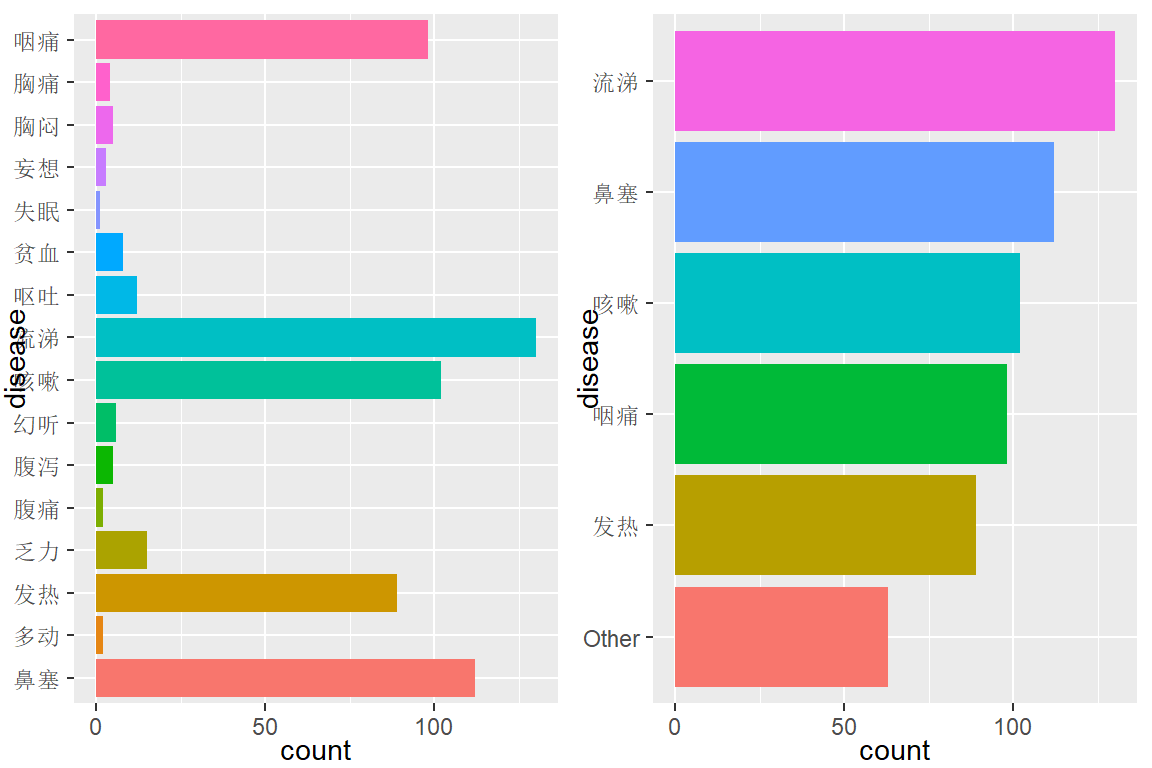 咽痛
胸痛
胸闷
妄想
失眠
贫血
呕吐
流涕
咳嗽
幻听
腹泻
腹痛
乏力
发热
多动
鼻塞
disease
0 50 100
count
流涕
鼻塞
咳嗽
咽痛
发热
Other
disease
0 50 100
count